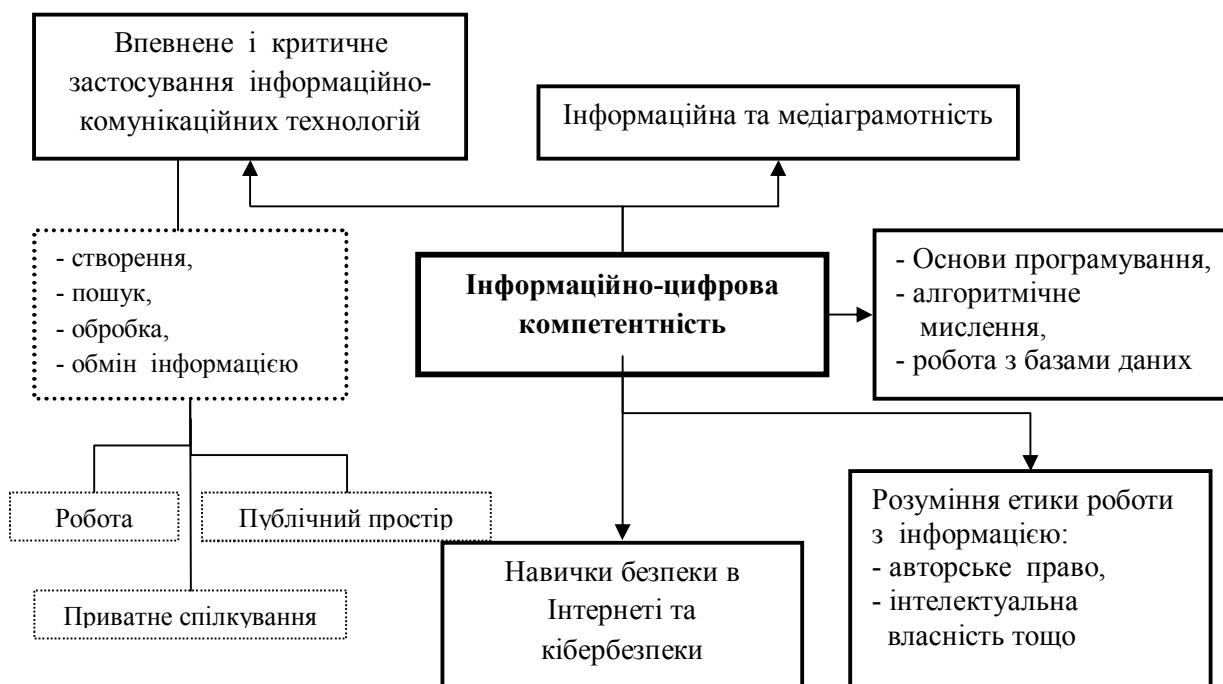 Впевнене і критичне
застосування інформаційно-
комунікаційних технологій
Інформаційна та медіаграмотність
- створення,
- пошук,
- обробка,
- обмін інформацією
Інформаційно-цифрова
компетентність
- Основи програмування,
- алгоритмічне
мислення,
- робота з базами даних
Робота
Публічний простір
Приватне спілкування
Навички безпеки в
Інтернеті та
кібербезпеки
Розуміння етики роботи
з інформацією:
- авторське право,
- інтелектуальна
власність тощо